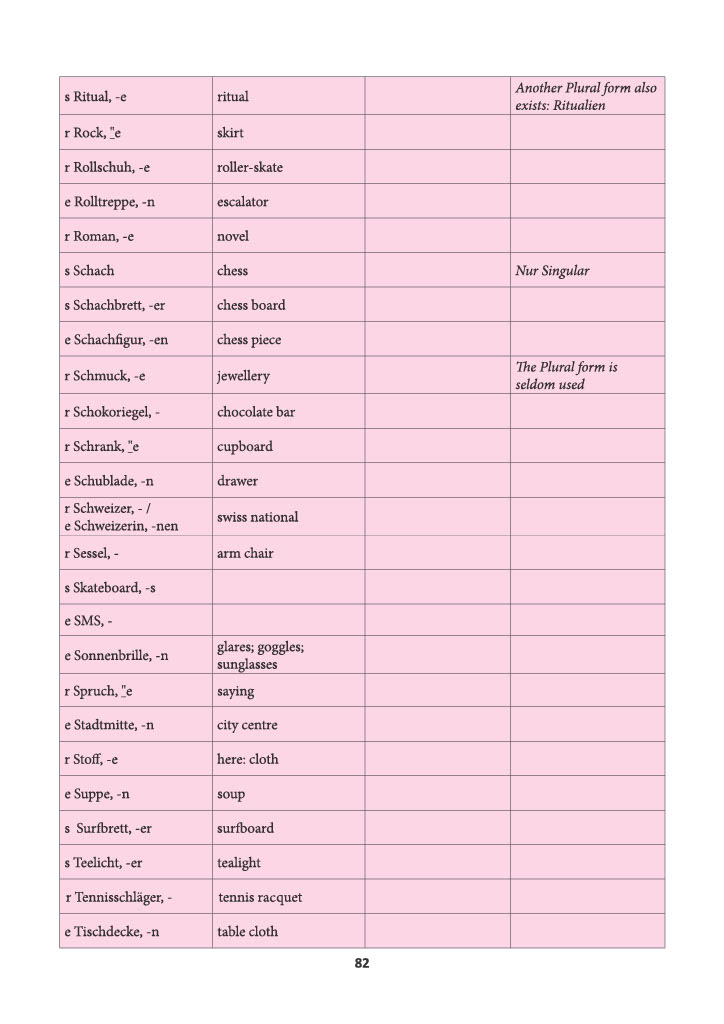 s Ritual, -e ritual Another Plural form also
exists: Ritualien
r Rock, ̲̎e skirt
r Rollschuh, -e roller-skate
e Rolltreppe, -n escalator
r Roman, -e novel
s Schach chess Nur Singular
s Schachbrett, -er chess board
e Schachfigur, -en chess piece
r Schmuck, -e jewellery The Plural form is
seldom used
r Schokoriegel, - chocolate bar
r Schrank, ̲̎e cupboard
e Schublade, -n drawer
r Schweizer, - /
e Schweizerin, -nen swiss national
r Sessel, - arm chair
s Skateboard, -s
e SMS, -
e Sonnenbrille, -n glares; goggles;
sunglasses
r Spruch, ̲̎e saying
e Stadtmitte, -n city centre
r Stoff, -e here: cloth
e Suppe, -n soup
s Surfbrett, -er surfboard
s Teelicht, -er tealight
r Tennisschläger, - tennis racquet
e Tischdecke, -n table cloth
82